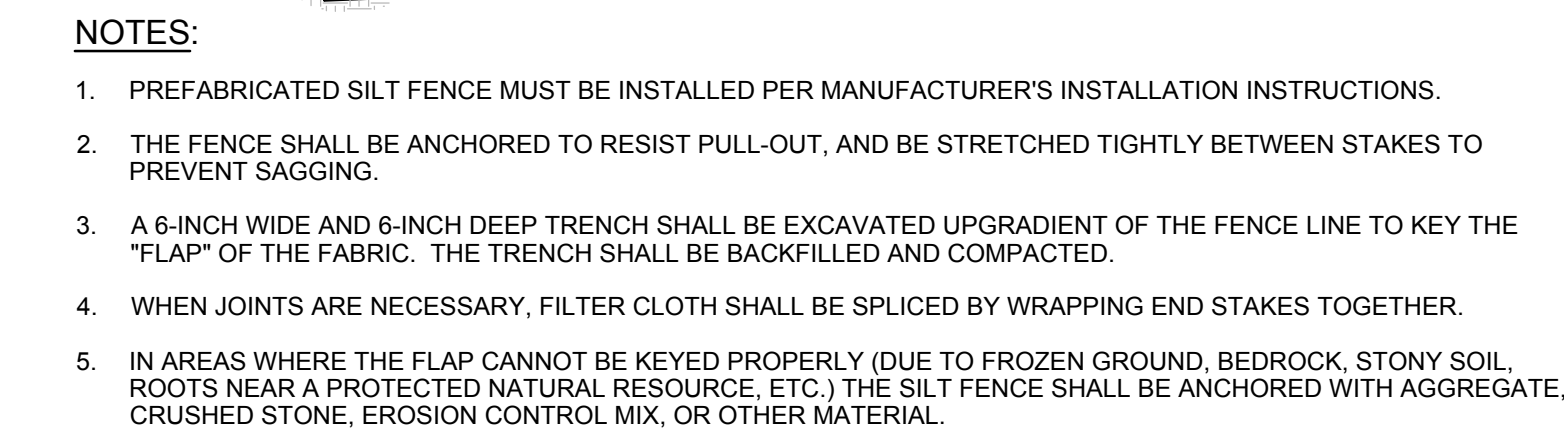 NOTES:
1. PREFABRICATED SILT FENCE MUST BE INSTALLED PER MANUFACTURER'S INSTALLATION INSTRUCTIONS.
2. THE FENCE SHALL BE ANCHORED TO RESIST PULL-OUT, AND BE STRETCHED TIGHTLY BETWEEN STAKES TO
PREVENT SAGGING.
3. A 6-INCH WIDE AND 6-INCH DEEP TRENCH SHALL BE EXCAVATED UPGRADIENT OF THE FENCE LINE TO KEY THE
"FLAP" OF THE FABRIC. THE TRENCH SHALL BE BACKFILLED AND COMPACTED.
4. WHEN JOINTS ARE NECESSARY, FILTER CLOTH SHALL BE SPLICED BY WRAPPING END STAKES TOGETHER.
5. IN AREAS WHERE THE FLAP CANNOT BE KEYED PROPERLY (DUE TO FROZEN GROUND, BEDROCK, STONY SOIL,
ROOTS NEAR A PROTECTED NATURAL RESOURCE, ETC.) THE SILT FENCE SHALL BE ANCHORED WITH AGGREGATE,
CRUSHED STONE, EROSION CONTROL MIX, OR OTHER MATERIAL.